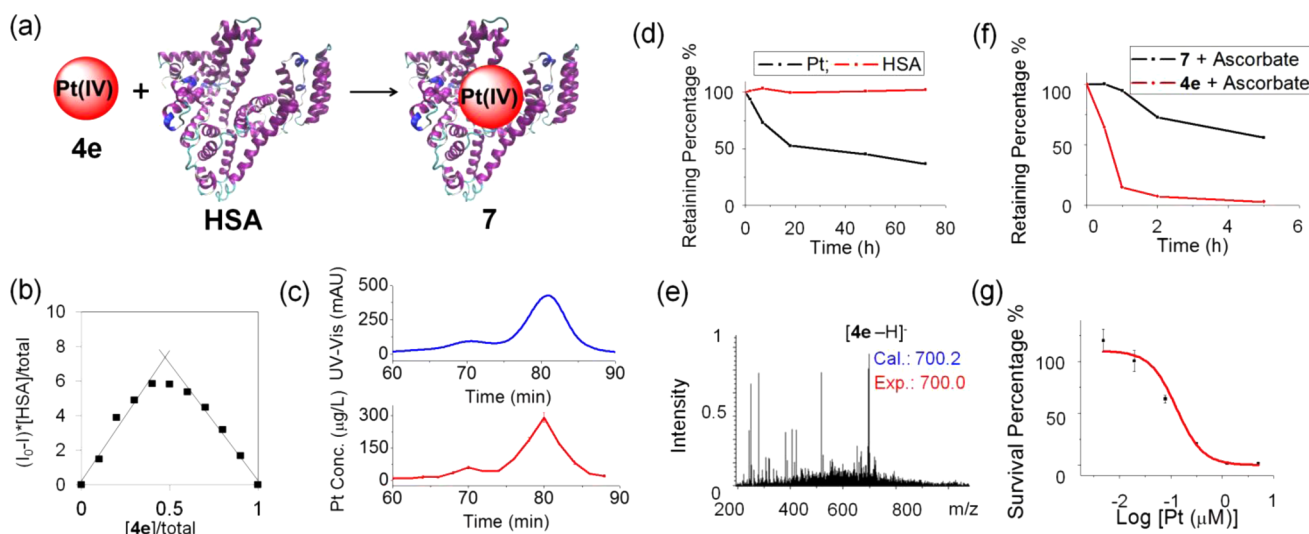 (a)
Pt(IV)
+
Pt(IV)
4e
HSA
7
(b)
10
8
6
4
2
0
0
0.5
1
(I₀-I)*[HSA]/total
[4e]/total
(c)
UV-Vis (mAU)
500
250
0
60
70
80
90
Time (min)
Pt Conc. (µg/L)
300
150
0
60
70
80
90
Time (min)
(d)
Pt; HSA
Retaining Percentage %
100
50
0
0
20
40
60
80
Time (h)
(e)
[4e –H]⁻
Cal.: 700.2
Exp.: 700.0
Intensity
1
0.5
0
200
400
600
800
m/z
(f)
7 + Ascorbate
4e + Ascorbate
Retaining Percentage %
100
50
0
0
2
4
6
Time (h)
(g)
Survival Percentage %
100
50
0
-2
-1
0
1
Log [Pt (µM)]